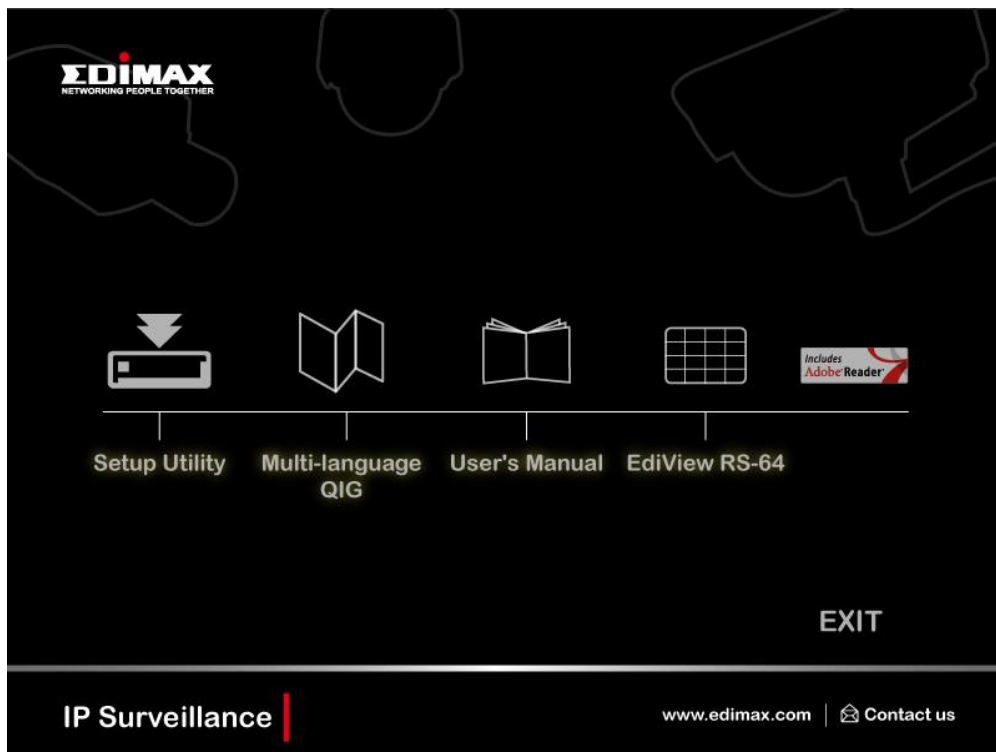 EDIMAX
NETWORKING PEOPLE TOGETHER
Includes
Adobe Reader
Setup Utility
Multi-language
QIG
User's Manual
EdiView RS-64
EXIT
IP Surveillance
www.edimax.com
Contact us